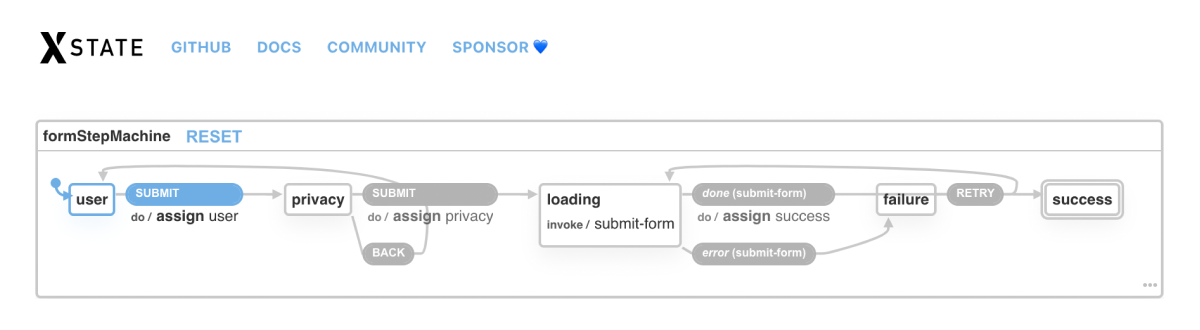 XSTATE GITHUB DOCS COMMUNITY SPONSOR 💙
formStepMachine RESET
user SUBMIT privacy SUBMIT loading done (submit-form) failure RETRY success
do / assign user do / assign privacy invoke / submit-form do / assign success
BACK error (submit-form)